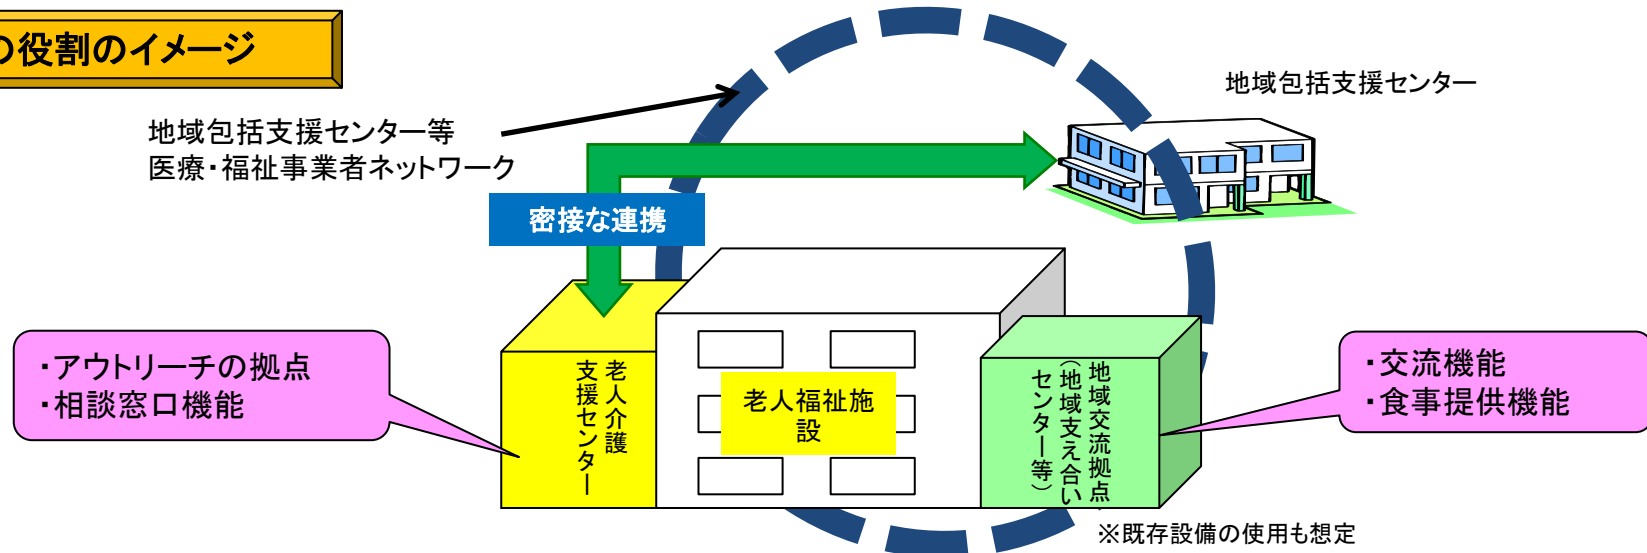 の役割のイメージ
地域包括支援センター
地域包括支援センター等
医療・福祉事業者ネットワーク
密接な連携
・アウトリーチの拠点
・相談窓口機能
老人介護
支援センター
老人福祉施
設
地域交流拠点
（地域支え合い
センター等）
・交流機能
・食事提供機能
※既存設備の使用も想定